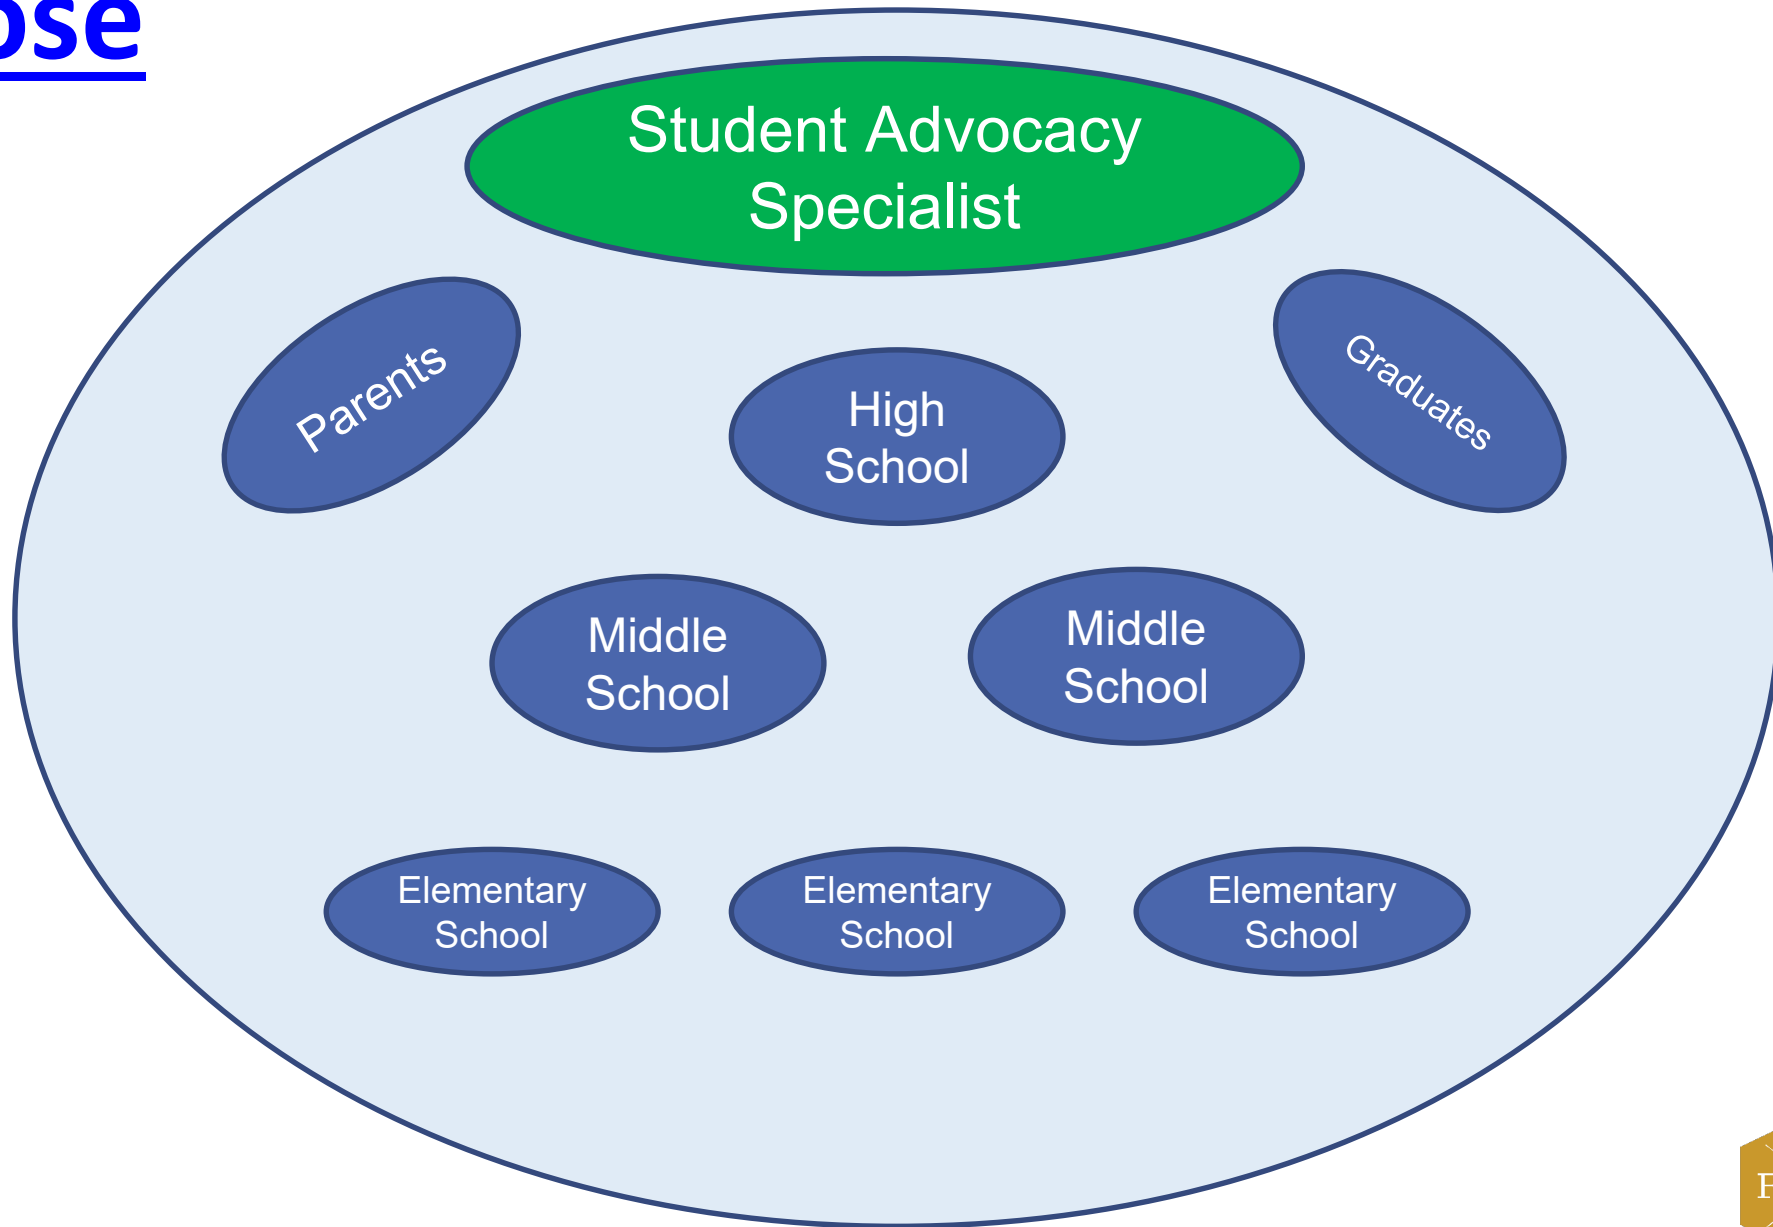 ose
Student Advocacy
Specialist
Parents
Graduates
High
School
Middle
School
Middle
School
Elementary
School
Elementary
School
Elementary
School